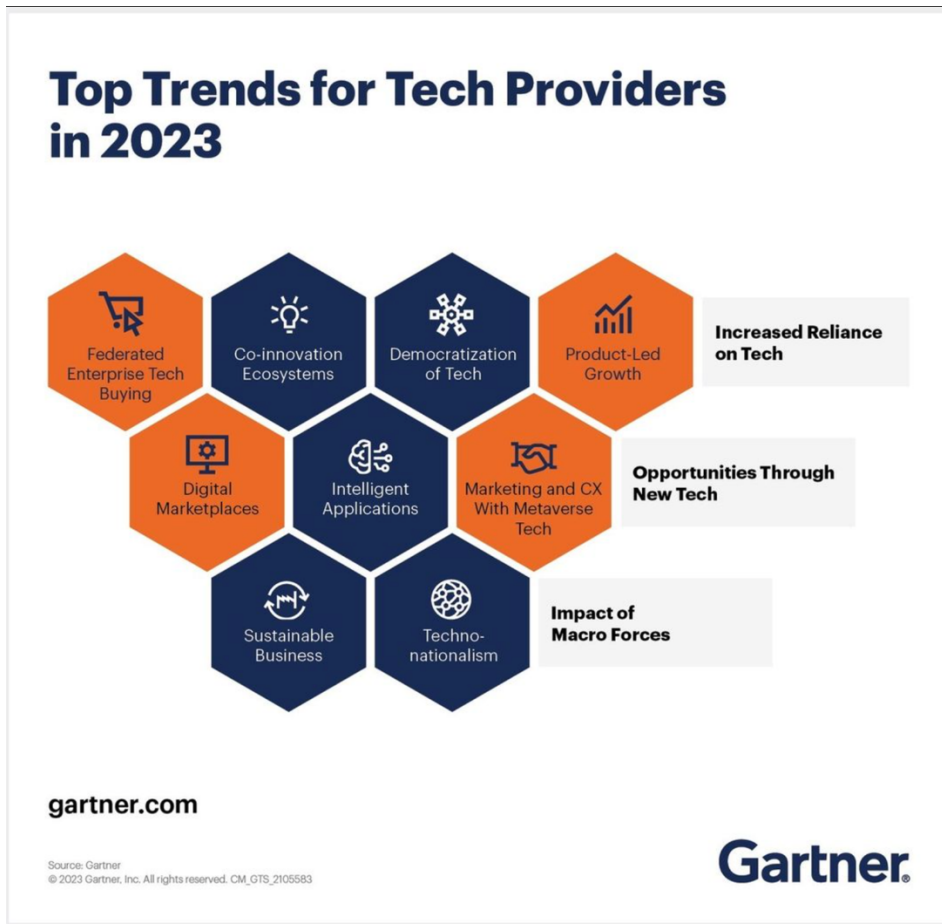 Top Trends for Tech Providers
in 2023
Federated
Enterprise Tech
Buying
Co-innovation
Ecosystems
Democratization
of Tech
Product-Led
Growth
Increased Reliance
on Tech
Digital
Marketplaces
Intelligent
Applications
Marketing and CX
With Metaverse
Tech
Opportunities Through
New Tech
Sustainable
Business
Techno-
nationalism
Impact of
Macro Forces
gartner.com
Source: Gartner
© 2023 Gartner, Inc. All rights reserved. CM_GTS_2105583
Gartner®